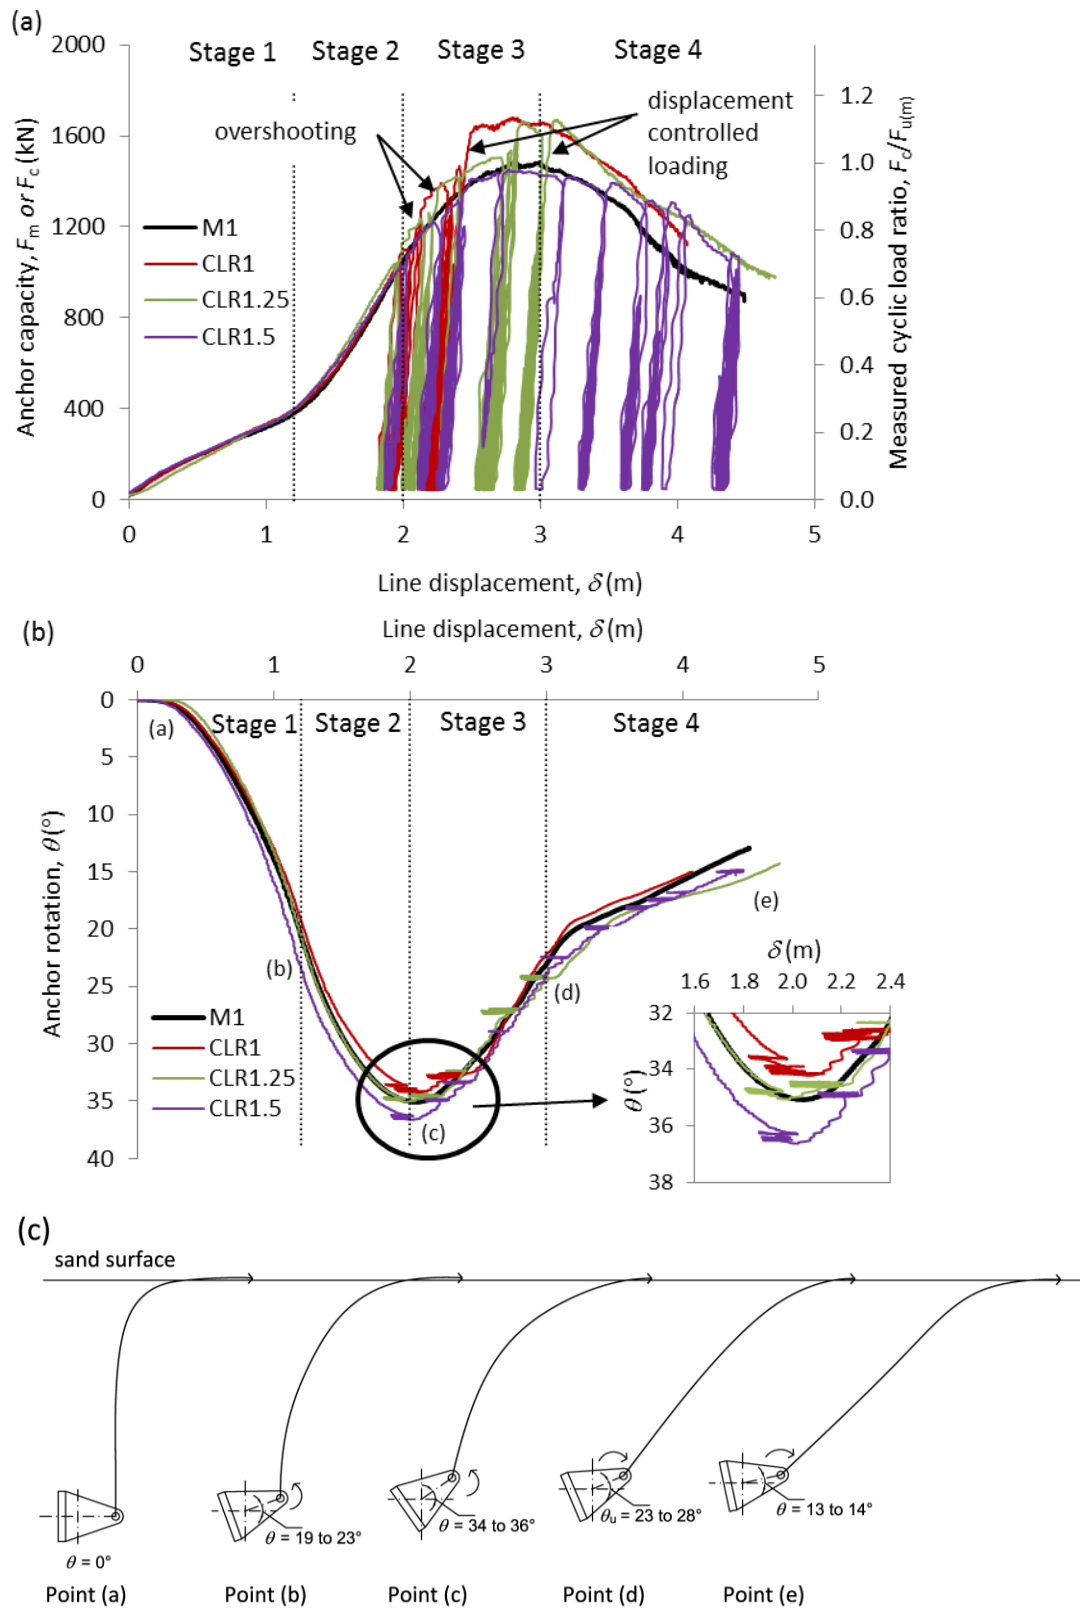 (a)
2000
1600
1200
800
400
0
Anchor capacity, Fm or Fc (kN)
Stage 1
Stage 2
Stage 3
Stage 4
overshooting
displacement
controlled
loading
M1
CLR1
CLR1.25
CLR1.5
1.2
1.0
0.8
0.6
0.4
0.2
0.0
Measured cyclic load ratio, Fc/Fu(m)
0 1 2 3 4 5
Line displacement, δ (m)
(b)
Line displacement, δ (m)
0 1 2 3 4 5
0
5
10
15
20
25
30
35
40
Anchor rotation, θ (°)
Stage 1
Stage 2
Stage 3
Stage 4
(a)
(b)
(c)
(d)
(e)
M1
CLR1
CLR1.25
CLR1.5
δ (m)
1.6 2.0 2.2 2.4
32
34
36
38
θ (°)
(c)
sand surface
θ = 0°
θ = 19 to 23°
θ = 34 to 36°
θu = 23 to 28°
θ = 13 to 14°
Point (a)
Point (b)
Point (c)
Point (d)
Point (e)